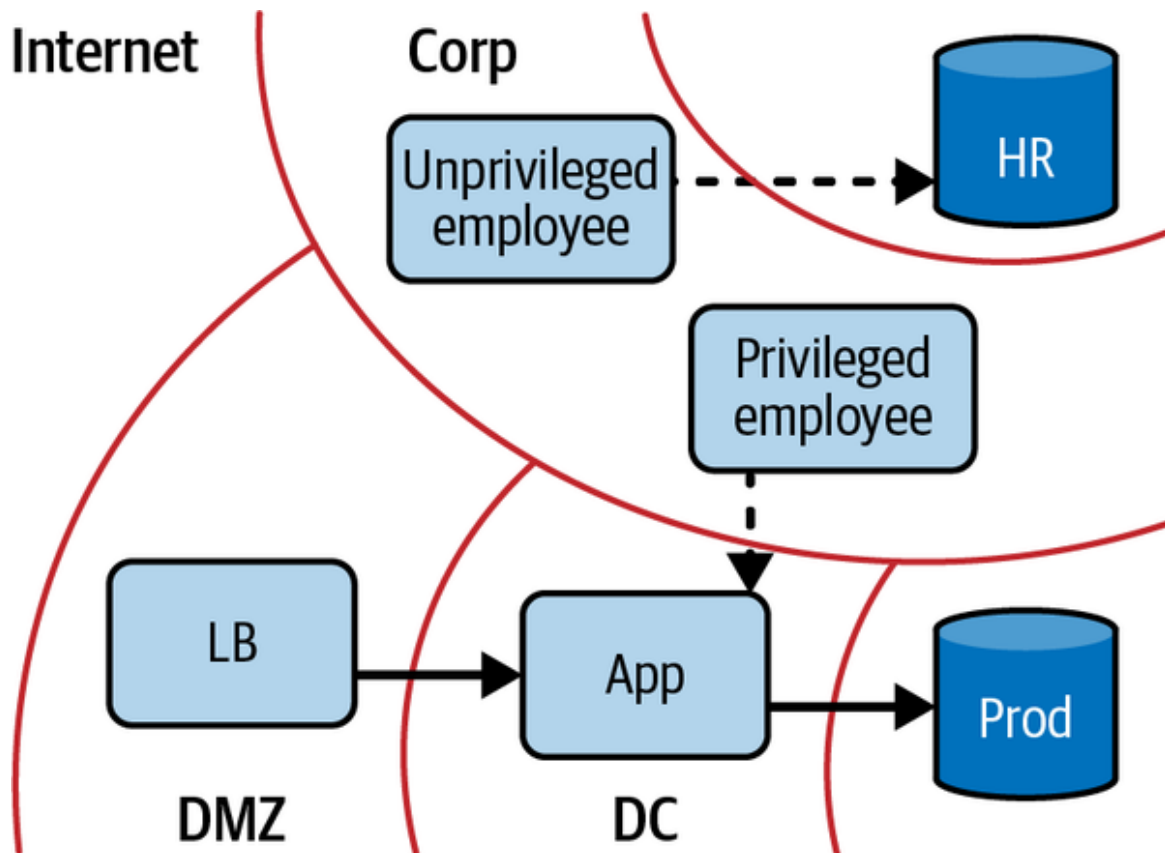 Internet
Corp
Unprivileged
employee
HR
Privileged
employee
LB
App
Prod
DMZ
DC